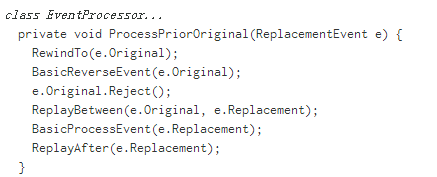 class EventProcessor...
private void ProcessPriorOriginal(ReplacementEvent e) {
RewindTo(e.Original);
BasicReverseEvent(e.Original);
e.Original.Reject();
ReplayBetween(e.Original, e.Replacement);
BasicProcessEvent(e.Replacement);
ReplayAfter(e.Replacement);
}